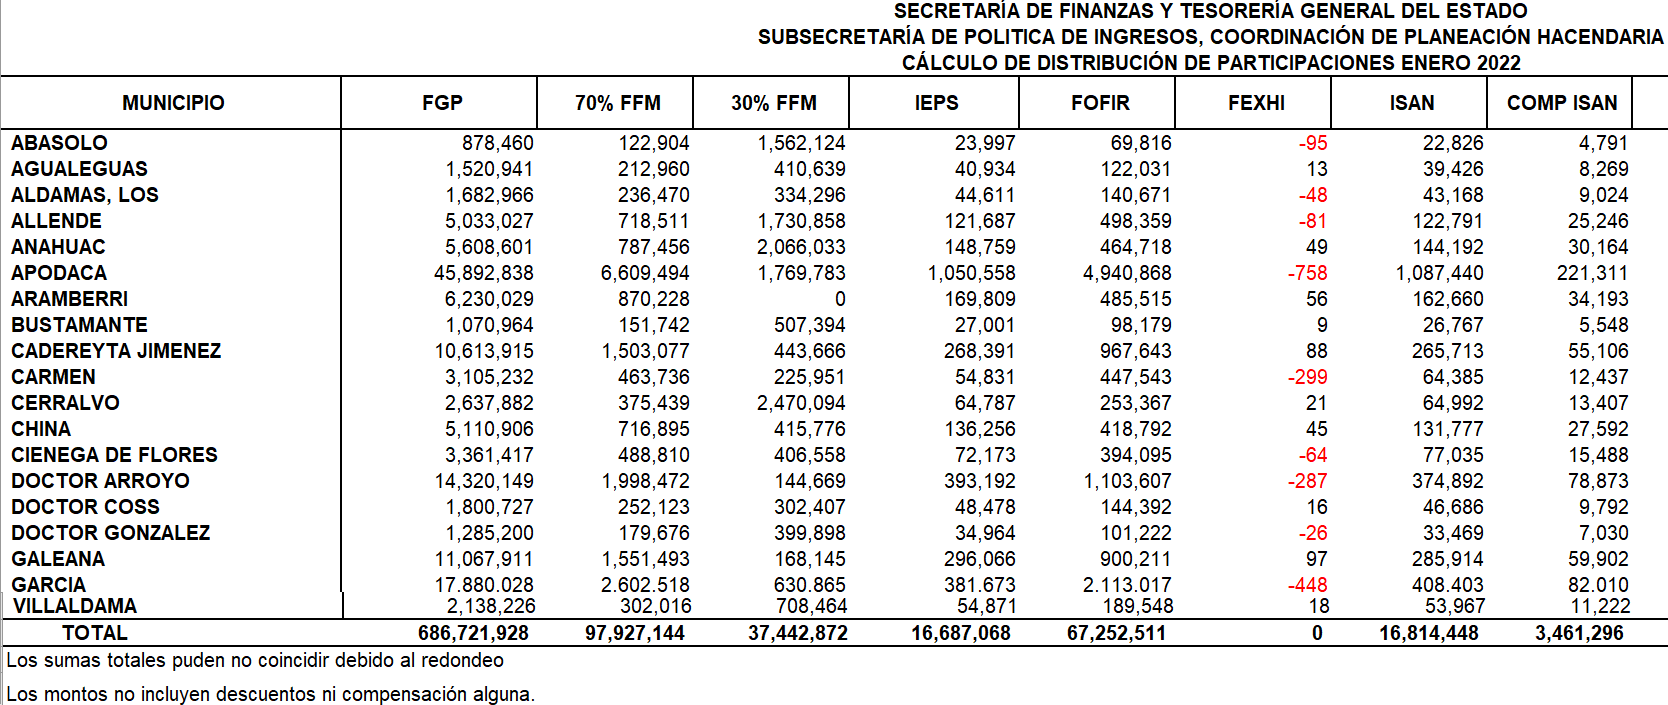 SECRETARÍA DE FINANZAS Y TESORERÍA GENERAL DEL ESTADO
SUBSECRETARÍA DE POLITICA DE INGRESOS, COORDINACIÓN DE PLANEACIÓN HACENDARIA
CÁLCULO DE DISTRIBUCIÓN DE PARTICIPACIONES ENERO 2022
MUNICIPIO FGP 70% FFM 30% FFM IEPS FOFIR FEXHI ISAN COMP ISAN
ABASOLO 878,460 122,904 1,562,124 23,997 69,816 -95 22,826 4,791
AGUALEGUAS 1,520,941 212,960 410,639 40,934 122,031 13 39,426 8,269
ALDAMAS, LOS 1,682,966 236,470 334,296 44,611 140,671 -48 43,168 9,024
ALLENDE 5,033,027 718,511 1,730,858 121,687 498,359 -81 122,791 25,246
ANAHUAC 5,608,601 787,456 2,066,033 148,759 464,718 49 144,192 30,164
APODACA 45,892,838 6,609,494 1,769,783 1,050,558 4,940,868 -758 1,087,440 221,311
ARAMBERRI 6,230,029 870,228 0 169,809 485,515 56 162,660 34,193
BUSTAMANTE 1,070,964 151,742 507,394 27,001 98,179 9 26,767 5,548
CADEREYTA JIMENEZ 10,613,915 1,503,077 443,666 268,391 967,643 88 265,713 55,106
CARMEN 3,105,232 463,736 225,951 54,831 447,543 -299 64,385 12,437
CERRALVO 2,637,882 375,439 2,470,094 64,787 253,367 21 64,992 13,407
CHINA 5,110,906 716,895 415,776 136,256 418,792 45 131,777 27,592
CIENEGA DE FLORES 3,361,417 488,810 406,558 72,173 394,095 -64 77,035 15,488
DOCTOR ARROYO 14,320,149 1,998,472 144,669 393,192 1,103,607 -287 374,892 78,873
DOCTOR COSS 1,800,727 252,123 302,407 48,478 144,392 16 46,686 9,792
DOCTOR GONZALEZ 1,285,200 179,676 399,898 34,964 101,222 -26 33,469 7,030
GALEANA 11,067,911 1,551,493 168,145 296,066 900,211 97 285,914 59,902
GARCIA 17.880.028 2.602.518 630.865 381.673 2.113.017 -448 408.403 82.010
VILLALDAMA 2,138,226 302,016 708,464 54,871 189,548 18 53,967 11,222
TOTAL 686,721,928 97,927,144 37,442,872 16,687,068 67,252,511 0 16,814,448 3,461,296
Los sumas totales puden no coincidir debido al redondeo
Los montos no incluyen descuentos ni compensación alguna.